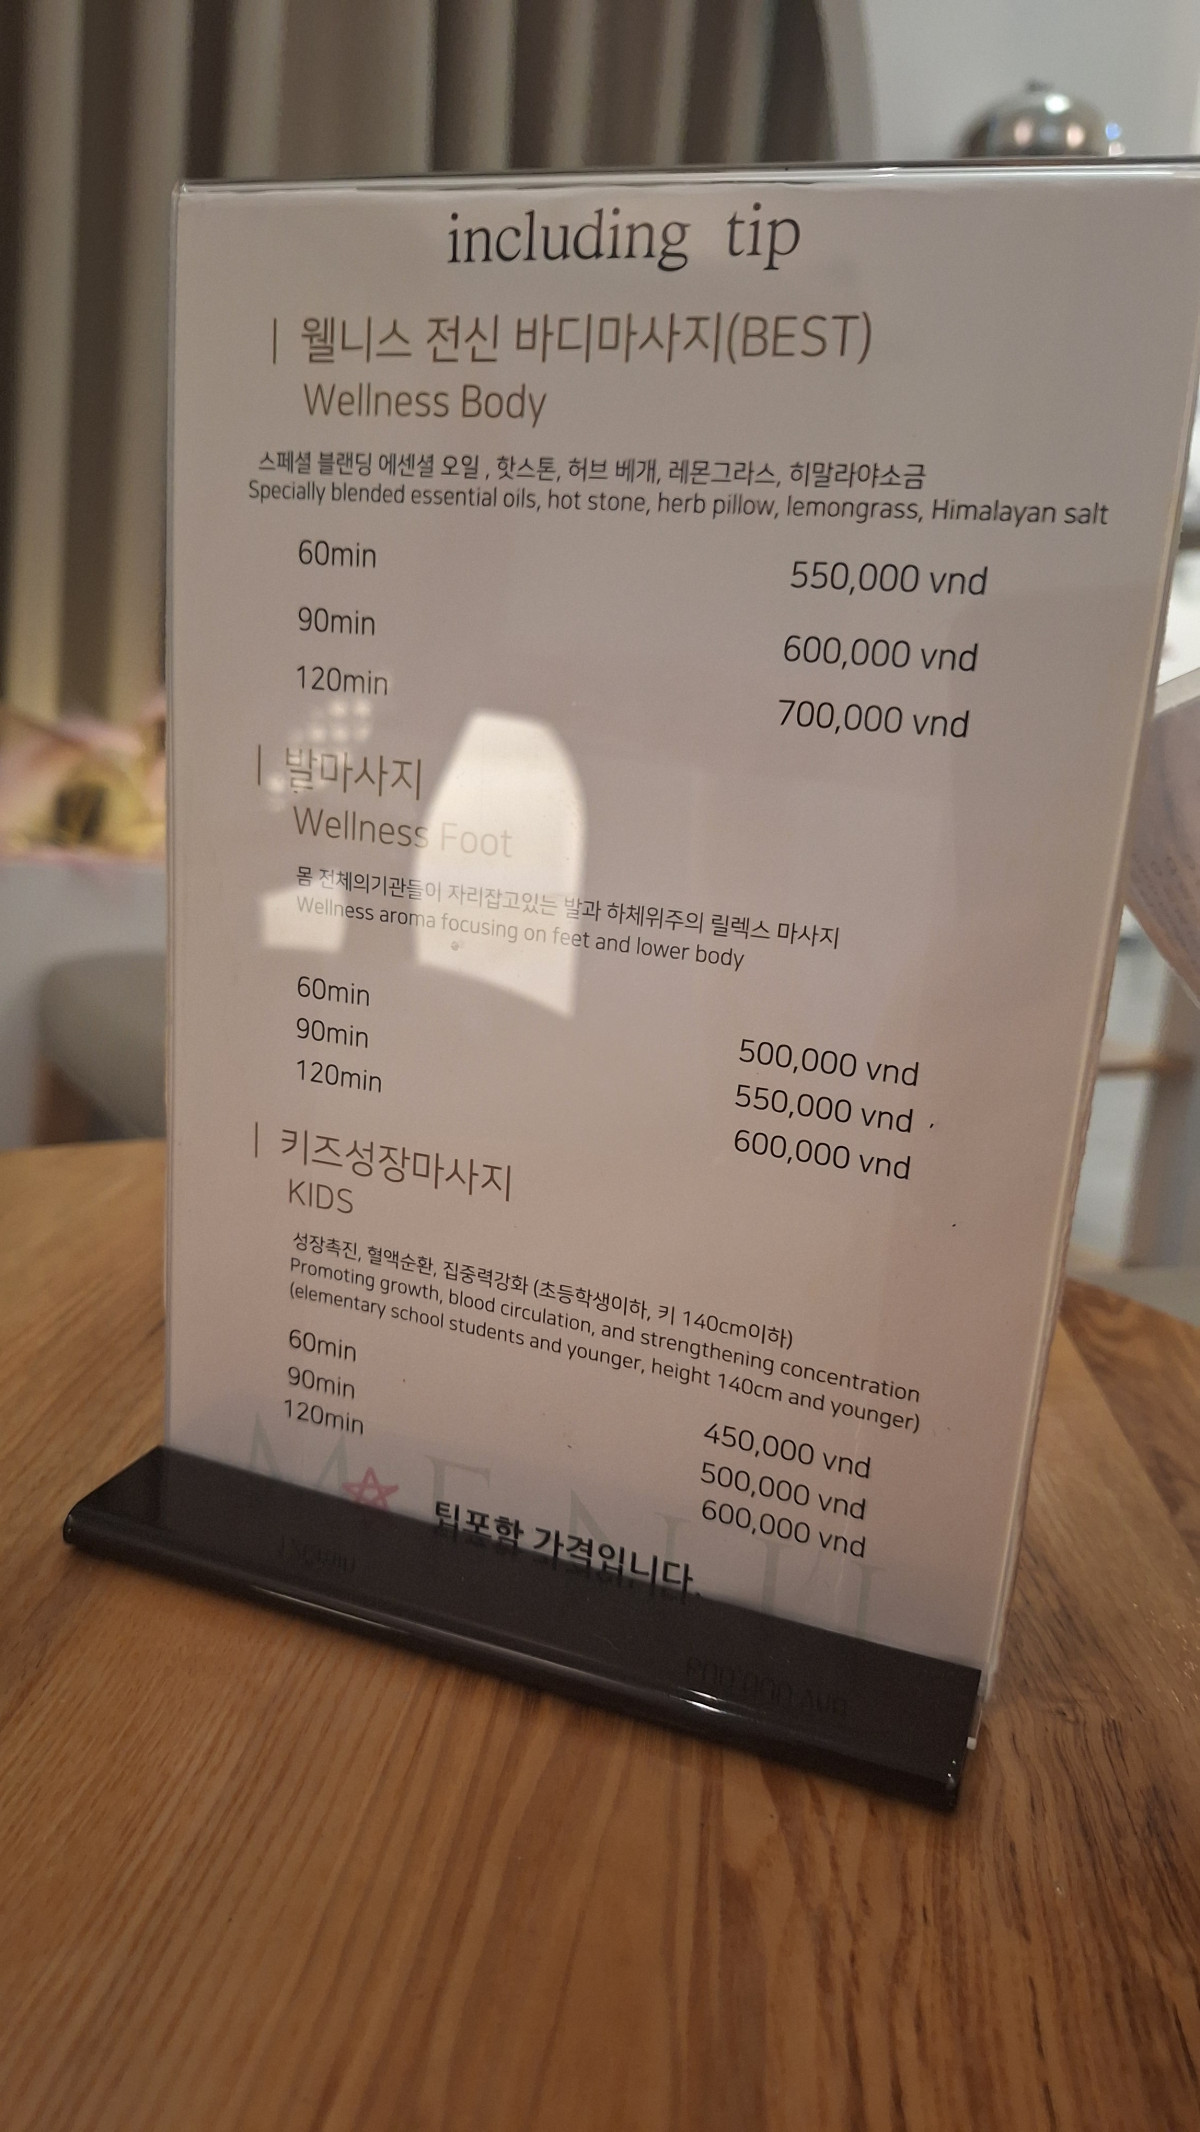 including tip
| 웰니스 전신 바디마사지(BEST)
Wellness Body
스페셜 블랜딩 에센셜 오일 , 핫스톤, 허브 베개, 레몬그라스, 히말라야소금
Specially blended essential oils, hot stone, herb pillow, lemongrass, Himalayan salt
60min 550,000 vnd
90min 600,000 vnd
120min 700,000 vnd
| 발마사지
Wellness Foot
몸 전체의기관들이 자리잡고있는 발과 하체위주의 릴렉스 마사지
Wellness aroma focusing on feet and lower body
60min 500,000 vnd
90min 550,000 vnd
120min 600,000 vnd
| 키즈성장마사지
KIDS
성장촉진, 혈액순환, 집중력강화 (초등학생이하, 키 140cm이하)
Promoting growth, blood circulation, and strengthening concentration
(elementary school students and younger, height 140cm and younger)
60min 450,000 vnd
90min 500,000 vnd
120min 600,000 vnd
MENU
팁포함 가격입니다.